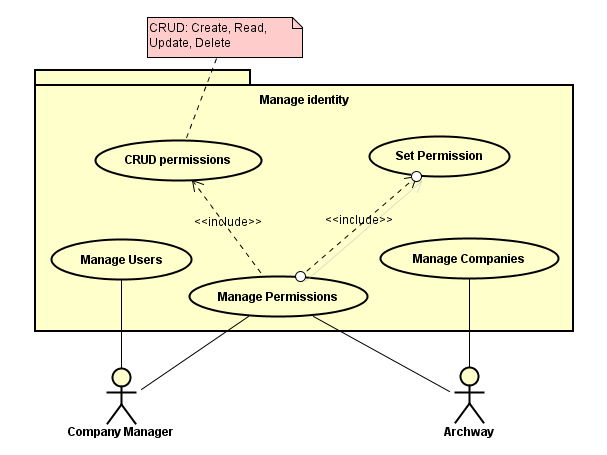 CRUD: Create, Read,
Update, Delete
Manage identity
CRUD permissions
Set Permission
<<include>>
<<include>>
Manage Users
Manage Companies
Manage Permissions
Company Manager
Archway